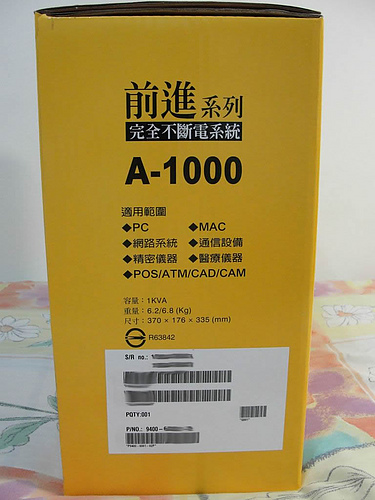 前進系列
完全不斷電系統
A-1000
適用範圍
◆PC ◆MAC
◆網路系統 ◆通信設備
◆精密儀器 ◆醫療儀器
◆POS/ATM/CAD/CAM
容量：1KVA
重量：6.2/6.8 (Kg)
尺寸：370 × 176 × 335 (mm)
R63842
S/R no.:
PQTY:001
P/NO.: 9400-